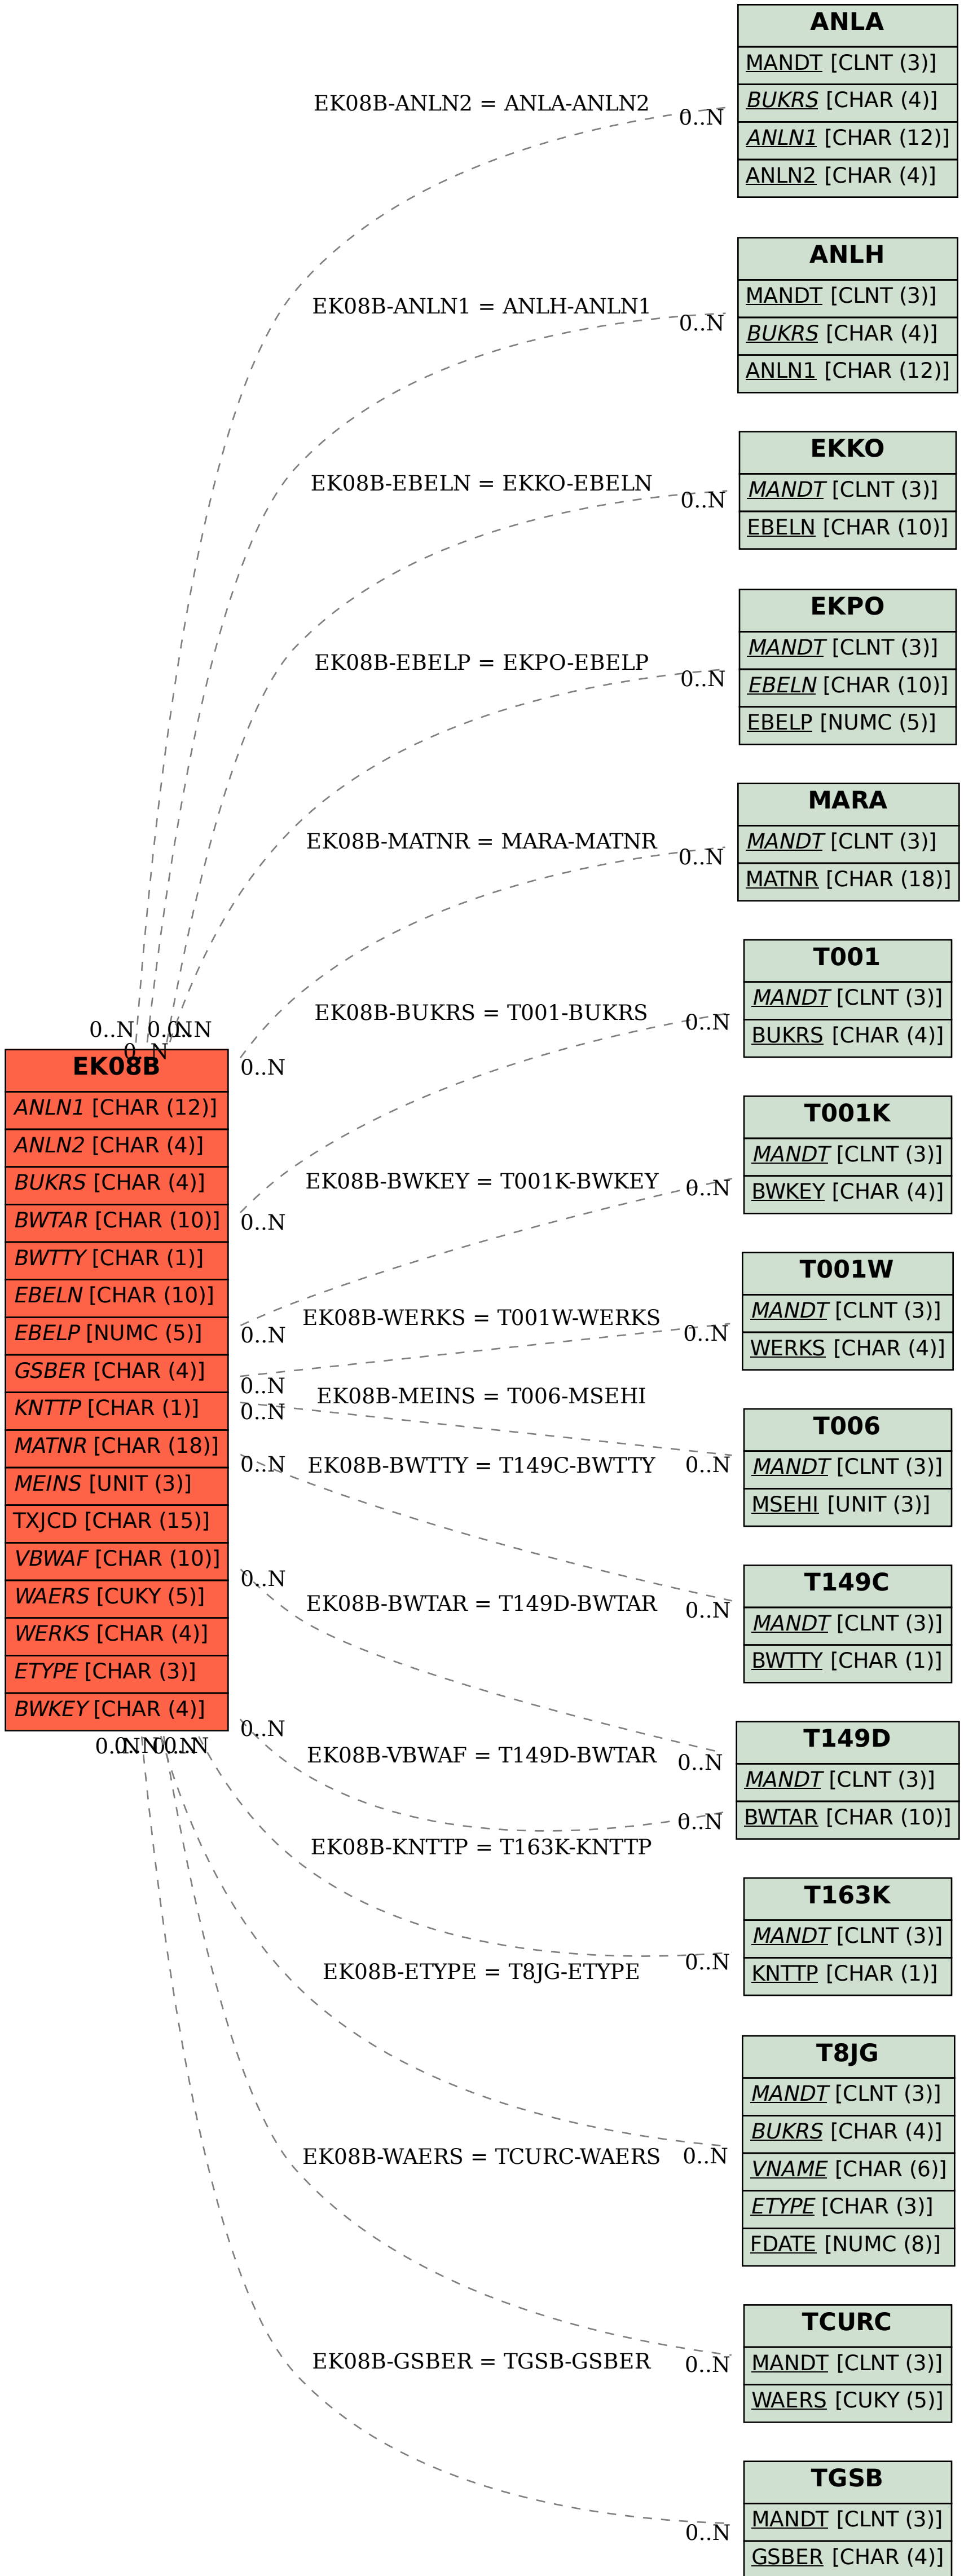 ANLA
MANDT [CLNT (3)]
BUKRS [CHAR (4)]
ANLN1 [CHAR (12)]
ANLN2 [CHAR (4)]
EK08B-ANLN2 = ANLA-ANLN2
0..N
ANLH
MANDT [CLNT (3)]
BUKRS [CHAR (4)]
ANLN1 [CHAR (12)]
EK08B-ANLN1 = ANLH-ANLN1
0..N
EKKO
MANDT [CLNT (3)]
EBELN [CHAR (10)]
EK08B-EBELN = EKKO-EBELN
0..N
EKPO
MANDT [CLNT (3)]
EBELN [CHAR (10)]
EBELP [NUMC (5)]
EK08B-EBELP = EKPO-EBELP
0..N
MARA
MANDT [CLNT (3)]
MATNR [CHAR (18)]
EK08B-MATNR = MARA-MATNR
0..N
T001
MANDT [CLNT (3)]
BUKRS [CHAR (4)]
EK08B-BUKRS = T001-BUKRS
0..N
0..N
0..N
0..N
0..N
EK08B
ANLN1 [CHAR (12)]
ANLN2 [CHAR (4)]
BUKRS [CHAR (4)]
BWTAR [CHAR (10)]
BWTTY [CHAR (1)]
EBELN [CHAR (10)]
EBELP [NUMC (5)]
GSBER [CHAR (4)]
KNTTP [CHAR (1)]
MATNR [CHAR (18)]
MEINS [UNIT (3)]
TXJCD [CHAR (15)]
VBWAF [CHAR (10)]
WAERS [CUKY (5)]
WERKS [CHAR (4)]
ETYPE [CHAR (3)]
BWKEY [CHAR (4)]
0..N
0..N
0..N
0..N
0..N
0..N
0..N
0..N
0..N
0..N
0..N
0..N
T001K
MANDT [CLNT (3)]
BWKEY [CHAR (4)]
EK08B-BWKEY = T001K-BWKEY
0..N
T001W
MANDT [CLNT (3)]
WERKS [CHAR (4)]
EK08B-WERKS = T001W-WERKS
0..N
EK08B-MEINS = T006-MSEHI
T006
MANDT [CLNT (3)]
MSEHI [UNIT (3)]
0..N
EK08B-BWTTY = T149C-BWTTY
T149C
MANDT [CLNT (3)]
BWTTY [CHAR (1)]
0..N
EK08B-BWTAR = T149D-BWTAR
T149D
MANDT [CLNT (3)]
BWTAR [CHAR (10)]
0..N
EK08B-VBWAF = T149D-BWTAR
0..N
EK08B-KNTTP = T163K-KNTTP
T163K
MANDT [CLNT (3)]
KNTTP [CHAR (1)]
0..N
EK08B-ETYPE = T8JG-ETYPE
T8JG
MANDT [CLNT (3)]
BUKRS [CHAR (4)]
VNAME [CHAR (6)]
ETYPE [CHAR (3)]
FDATE [NUMC (8)]
0..N
EK08B-WAERS = TCURC-WAERS
TCURC
MANDT [CLNT (3)]
WAERS [CUKY (5)]
0..N
EK08B-GSBER = TGSB-GSBER
TGSB
MANDT [CLNT (3)]
GSBER [CHAR (4)]
0..N